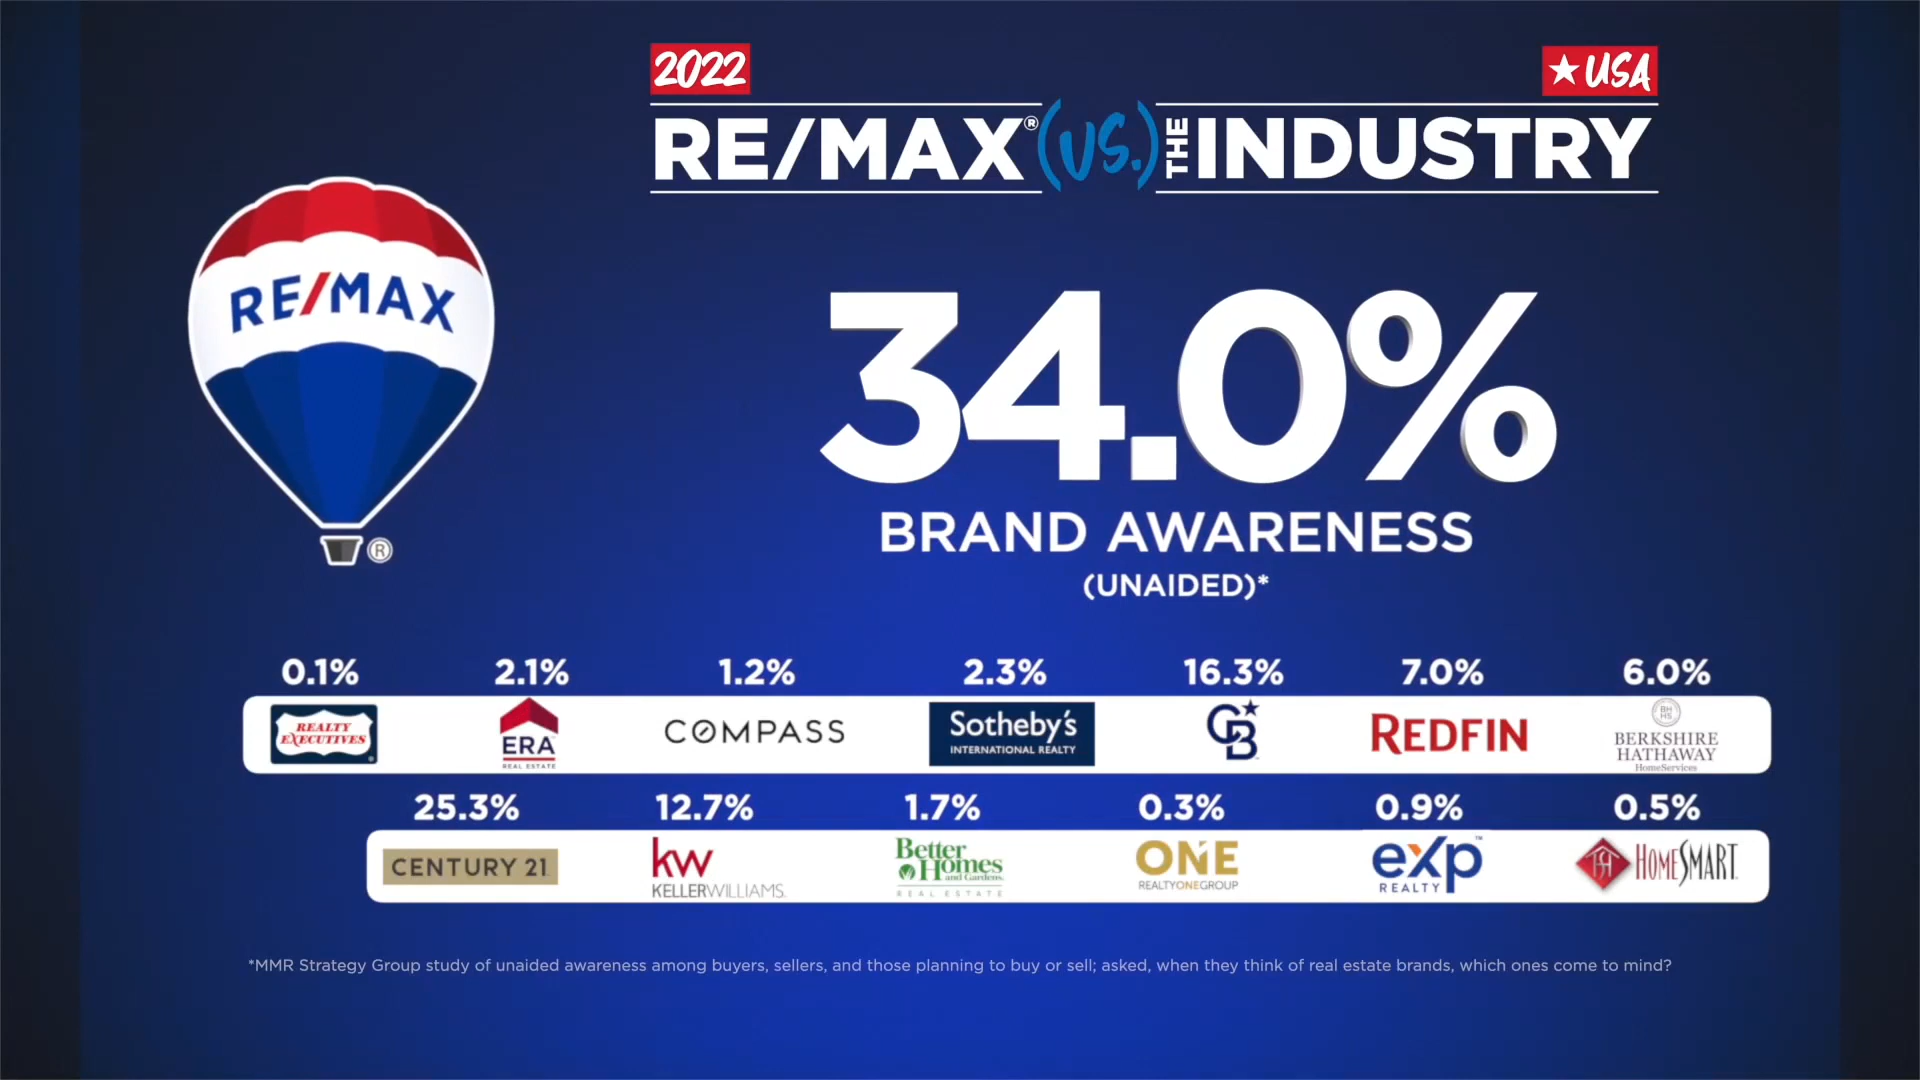 2022
★USA
RE/MAX® (VS.) THE INDUSTRY
RE/MAX
®
34.0%
BRAND AWARENESS
(UNAIDED)*
0.1% 2.1% 1.2% 2.3% 16.3% 7.0% 6.0%
REALTY
EXECUTIVES
ERA
REAL ESTATE
COMPASS
Sotheby's
INTERNATIONAL REALTY
CB
REDFIN
BH
HS
BERKSHIRE
HATHAWAY
HomeServices
25.3% 12.7% 1.7% 0.3% 0.9% 0.5%
CENTURY 21
kw
KELLERWILLIAMS.
Better
Homes
and Gardens
REAL ESTATE
ONE
REALTYONEGROUP
eXp™
REALTY
HOMESMART
*MMR Strategy Group study of unaided awareness among buyers, sellers, and those planning to buy or sell; asked, when they think of real estate brands, which ones come to mind?